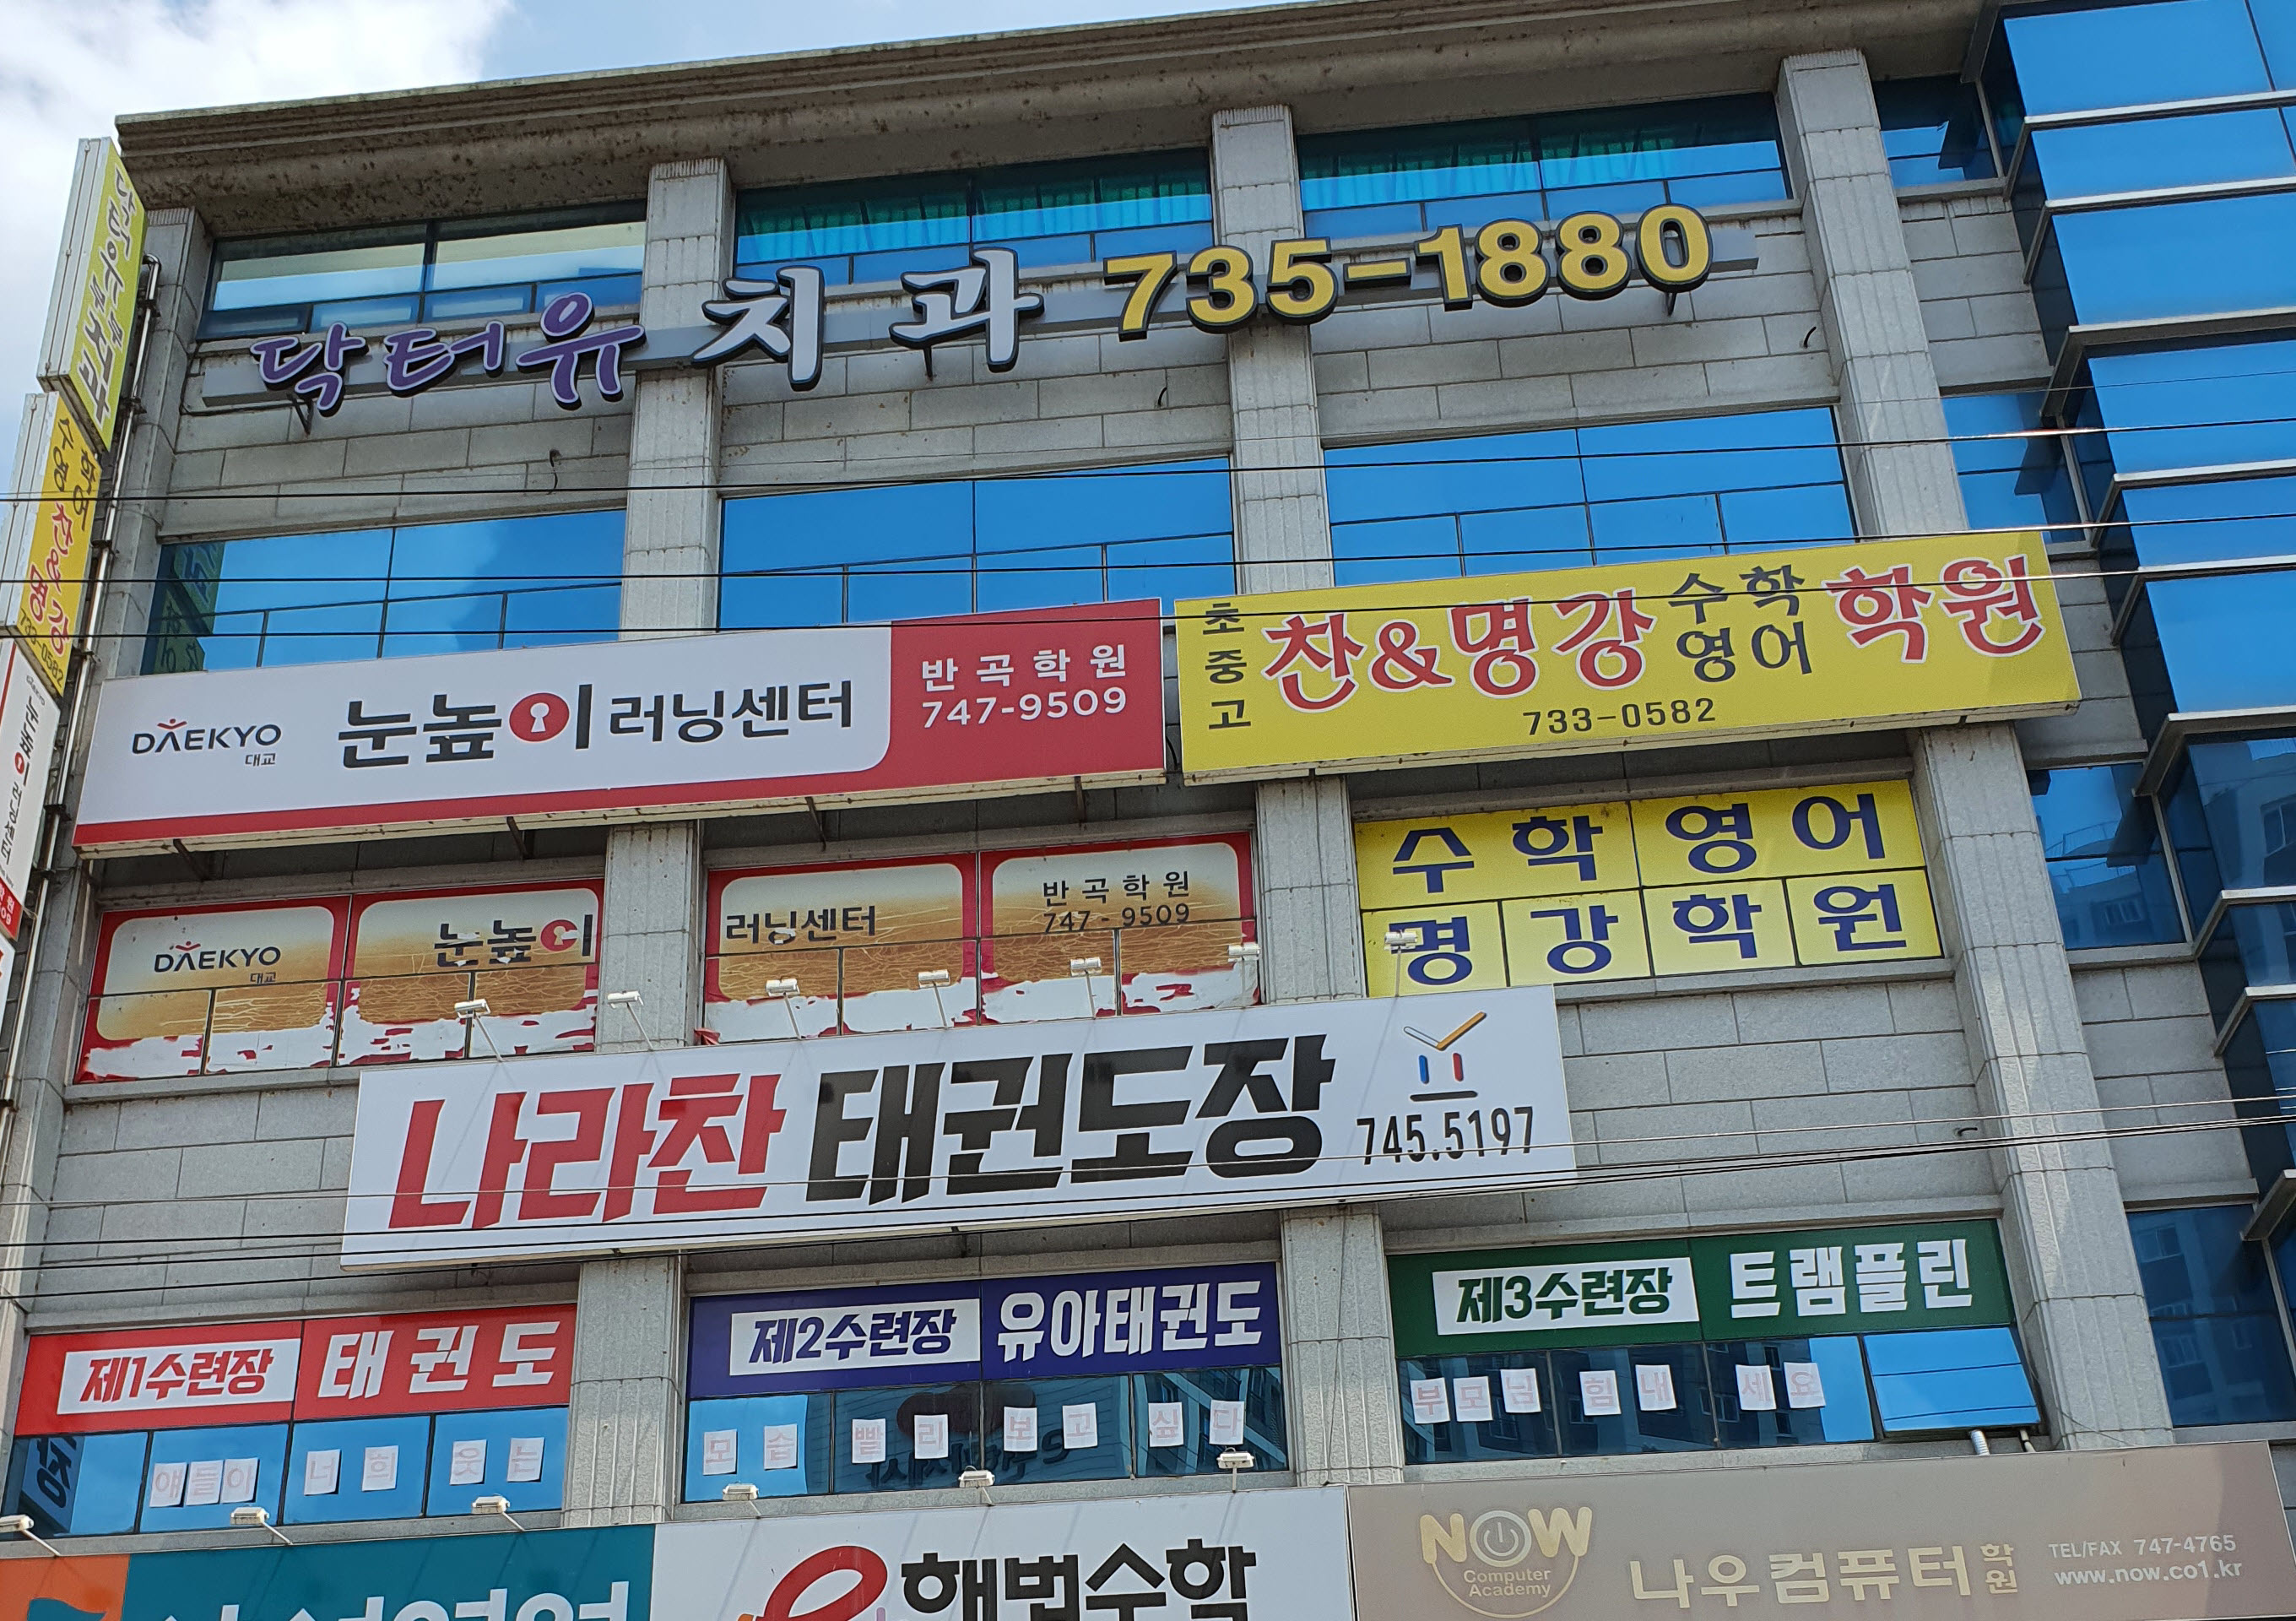 닥터유 치과 735-1880
DAEKYO
대교
눈높이 러닝센터
반곡학원
747-9509
초
중
고
찬&명강
수학
영어
학원
733-0582
DAEKYO
대교
눈높이
러닝센터
반곡학원
747-9509
수학영어
명강학원
나라찬 태권도장
745.5197
제1수련장 태권도
제2수련장 유아태권도
제3수련장 트램플린
얘들아 너희 웃는
모습 빨리 보고 싶다
부모님 힘내세요
해법수학
NOW
Computer
Academy
나우컴퓨터
학원
TEL/FAX 747-4765
www.now.co1.kr